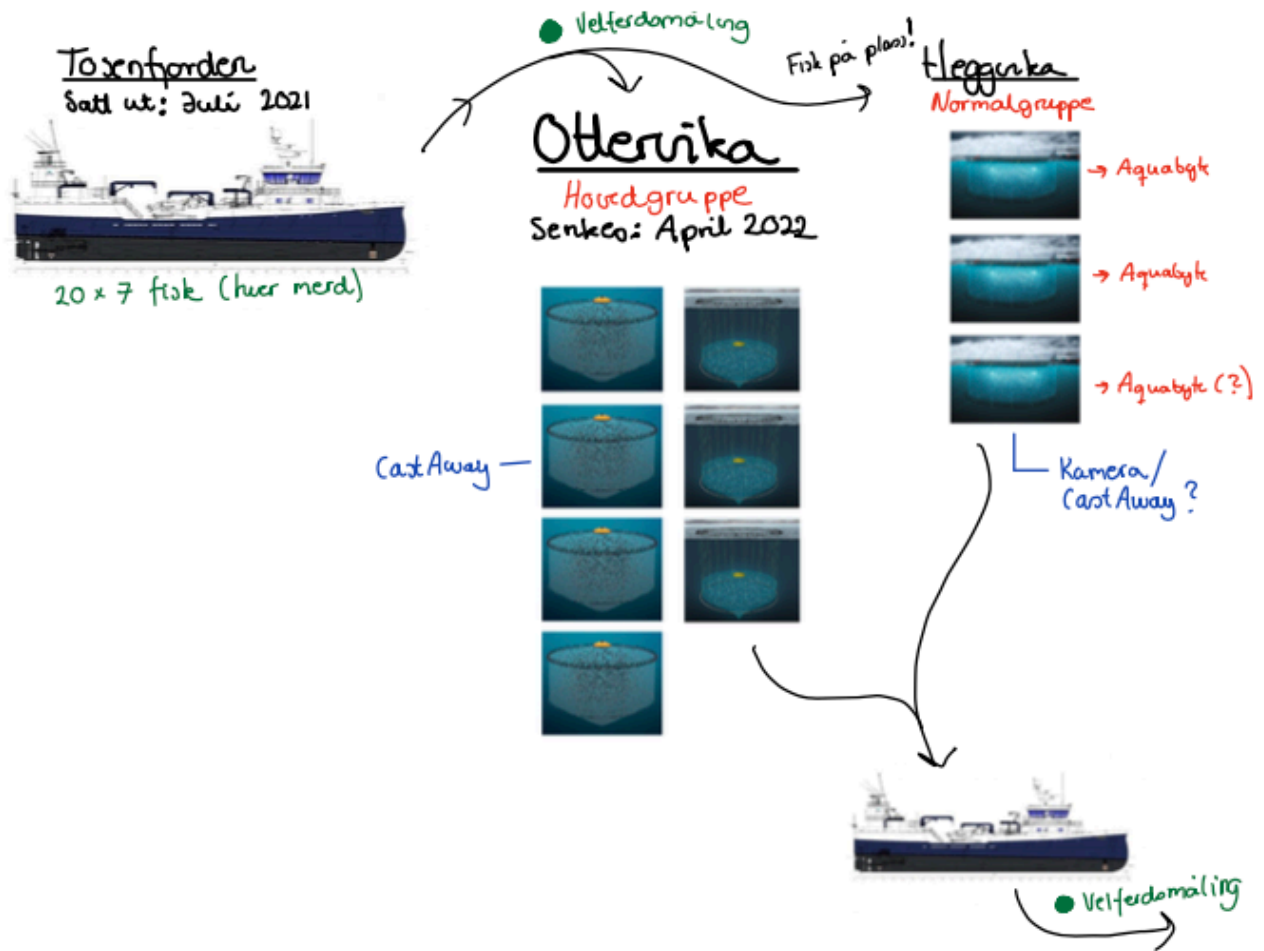 Tosenfjorden
Satt ut: Juli 2021
20 x 7 fisk (hver merd)
Velferdsmåling
Fisk på plass!
Ottervika
Hovedgruppe
Senkes: April 2022
CastAway
Heggvika
Normalgruppe
→ Aquabyte
→ Aquabyte
→ Aquabyte (?)
Kamera/
CastAway?
Velferdsmåling